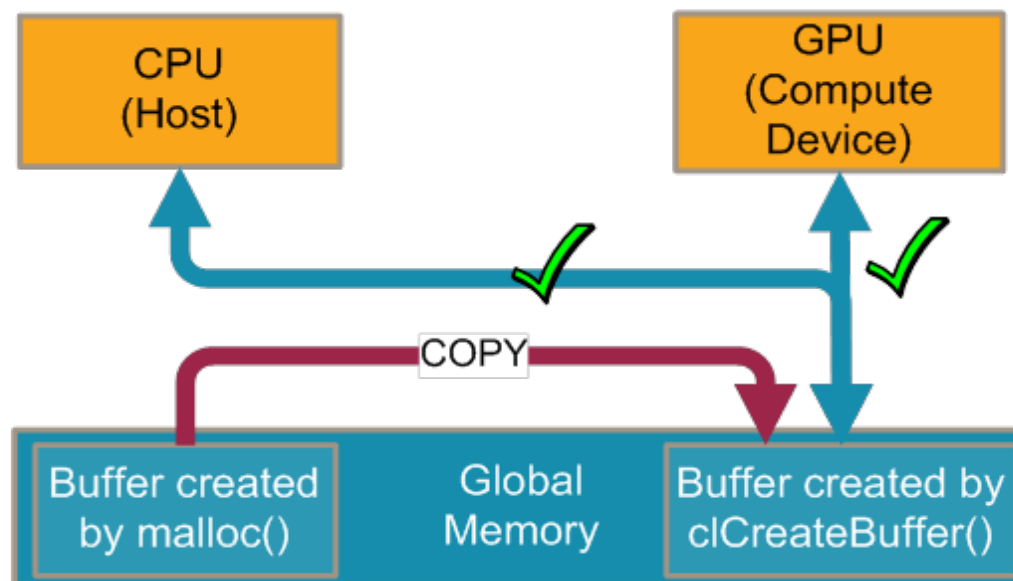 CPU
(Host)
GPU
(Compute
Device)
COPY
Buffer created
by malloc()
Global
Memory
Buffer created by
clCreateBuffer()